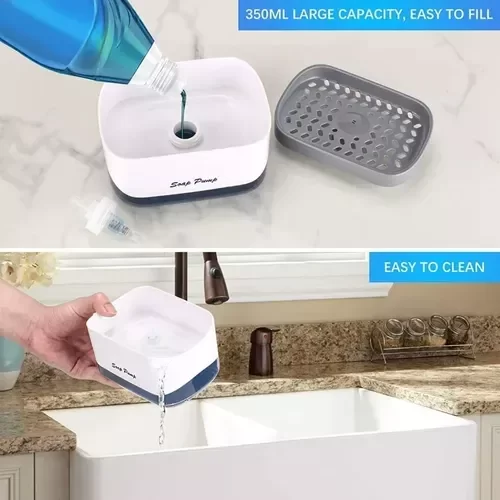 350ML LARGE CAPACITY, EASY TO FILL
Soap Pump
EASY TO CLEAN
Soap Pump